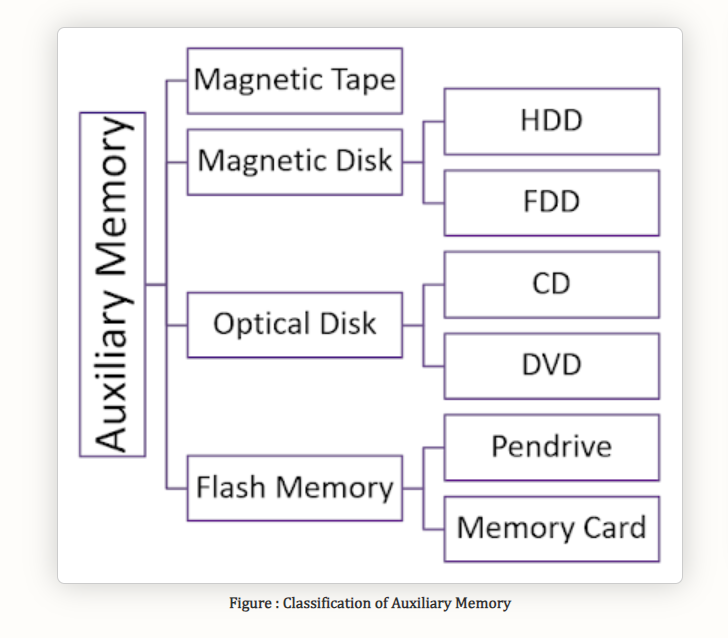 Auxiliary Memory
Magnetic Tape
Magnetic Disk
HDD
FDD
Optical Disk
CD
DVD
Flash Memory
Pendrive
Memory Card
Figure : Classification of Auxiliary Memory